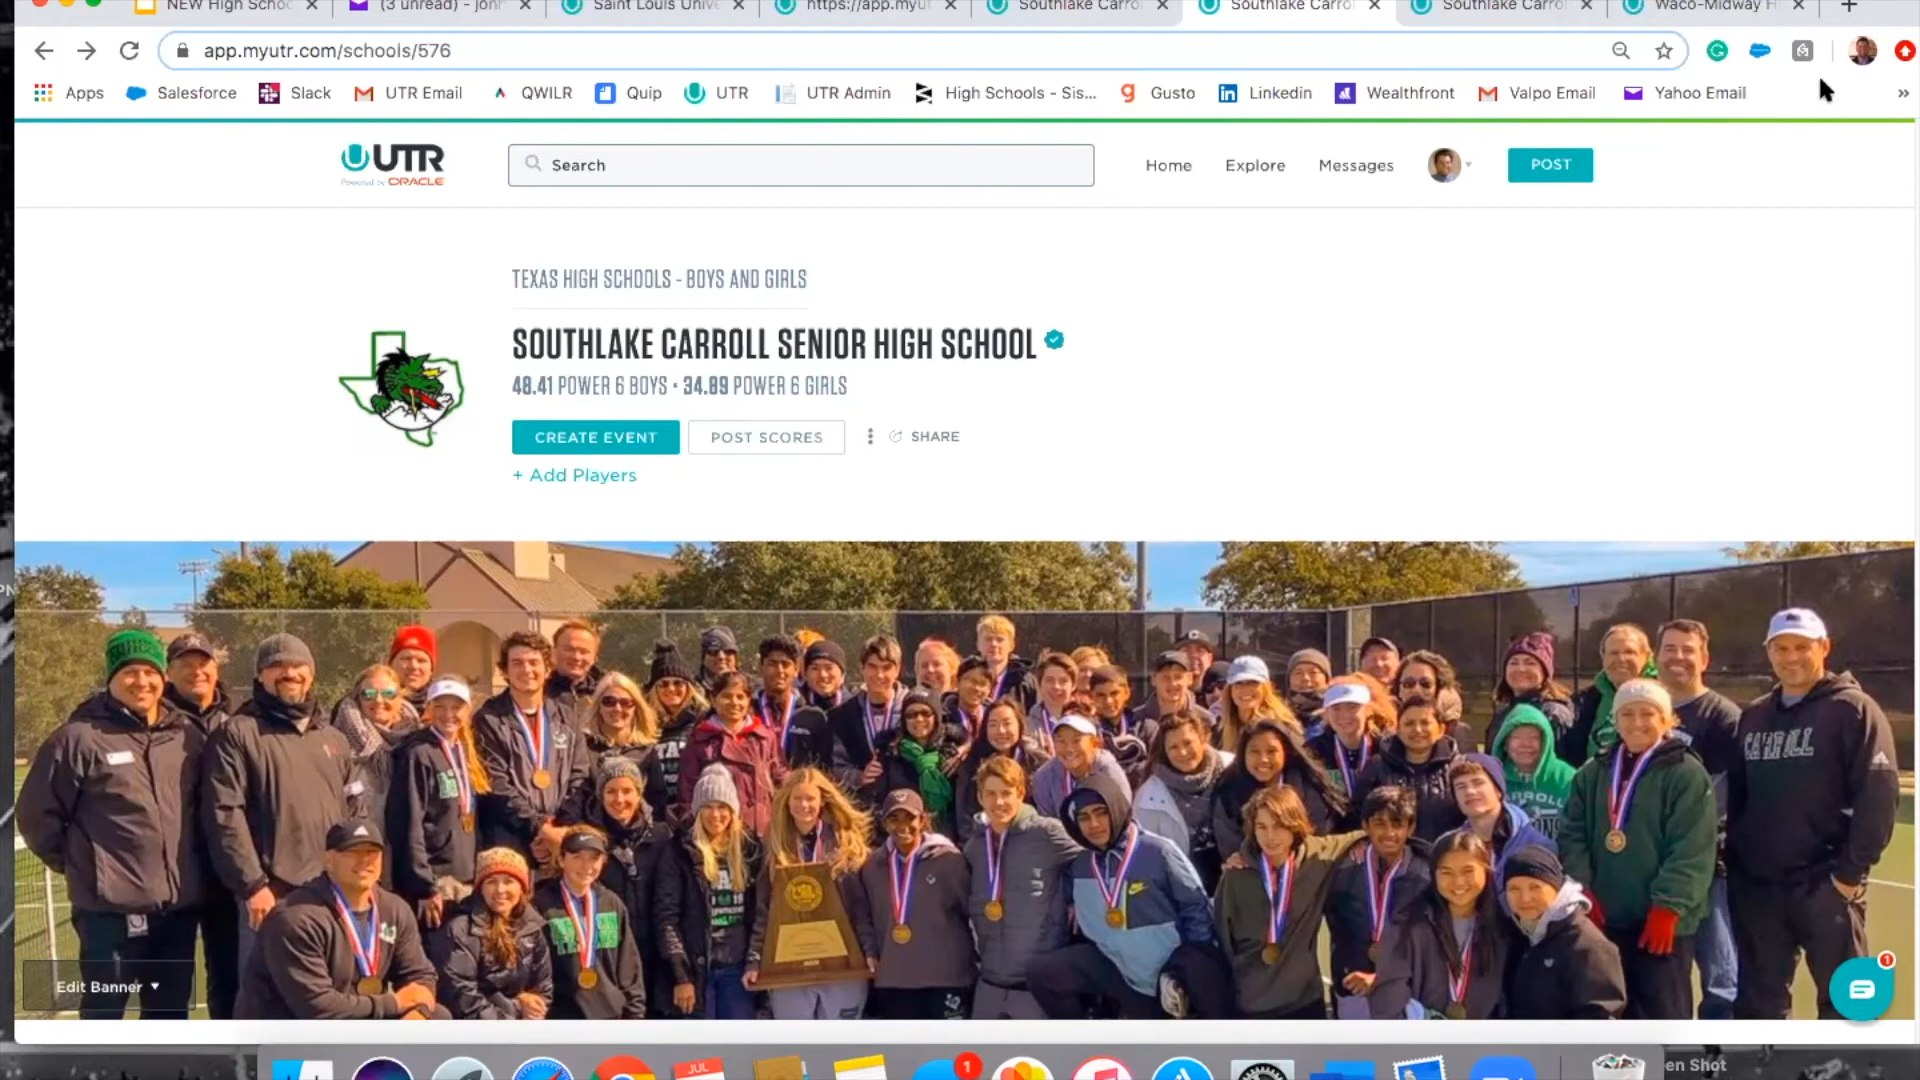 NEW High Schoo
(3 unread) - jonr
Saint Louis Unive
https://app.myut
Southlake Carro
Southlake Carro
Southlake Carro
Waco-Midway H
app.myutr.com/schools/576
Apps
Salesforce
Slack
UTR Email
QWILR
Quip
UTR
UTR Admin
High Schools - Sis...
Gusto
Linkedin
Wealthfront
Valpo Email
Yahoo Email
UTR
Powered by ORACLE
Search
Home
Explore
Messages
POST
TEXAS HIGH SCHOOLS - BOYS AND GIRLS
SOUTHLAKE CARROLL SENIOR HIGH SCHOOL
48.41 POWER 6 BOYS • 34.89 POWER 6 GIRLS
CREATE EVENT
POST SCORES
SHARE
+ Add Players
CARROLL
Edit Banner
1
JUL
1
en Shot